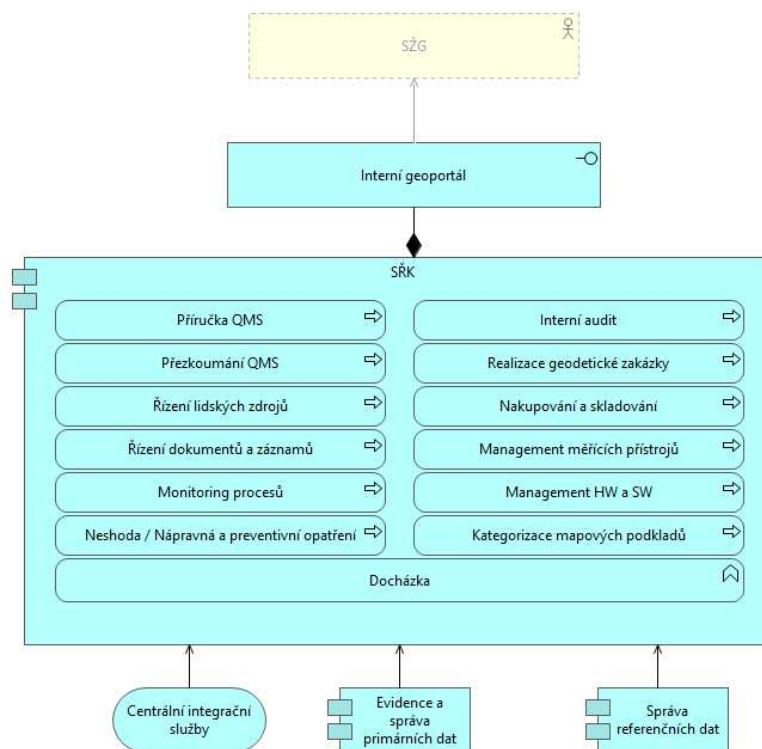 SŽG
Interní geoportál
SŘK
Příručka QMS
Interní audit
Přezkoumání QMS
Realizace geodetické zakázky
Řízení lidských zdrojů
Nakupování a skladování
Řízení dokumentů a záznamů
Management měřících přístrojů
Monitoring procesů
Management HW a SW
Neshoda / Nápravná a preventivní opatření
Kategorizace mapových podkladů
Docházka
Centrální integrační
služby
Evidence a
správa
primárních dat
Správa
referenčních dat